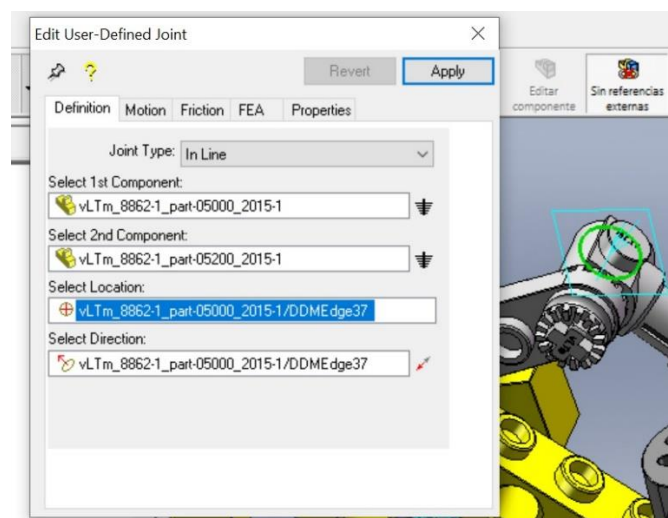 Edit User-Defined Joint
Revert
Apply
Editar
componente
Sin referencias
externas
Definition
Motion
Friction
FEA
Properties
Joint Type:
In Line
Select 1st Component:
vLTm_8862-1_part-05000_2015-1
Select 2nd Component:
vLTm_8862-1_part-05200_2015-1
Select Location:
vLTm_8862-1_part-05000_2015-1/DDMEdge37
Select Direction:
vLTm_8862-1_part-05000_2015-1/DDMEdge37